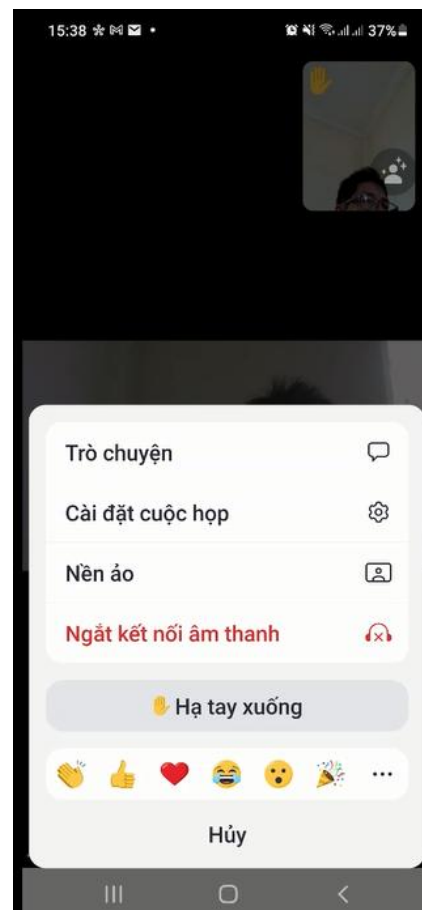 15:38
37%
Trò chuyện
Cài đặt cuộc họp
Nền ảo
Ngắt kết nối âm thanh
Hạ tay xuống
Hủy